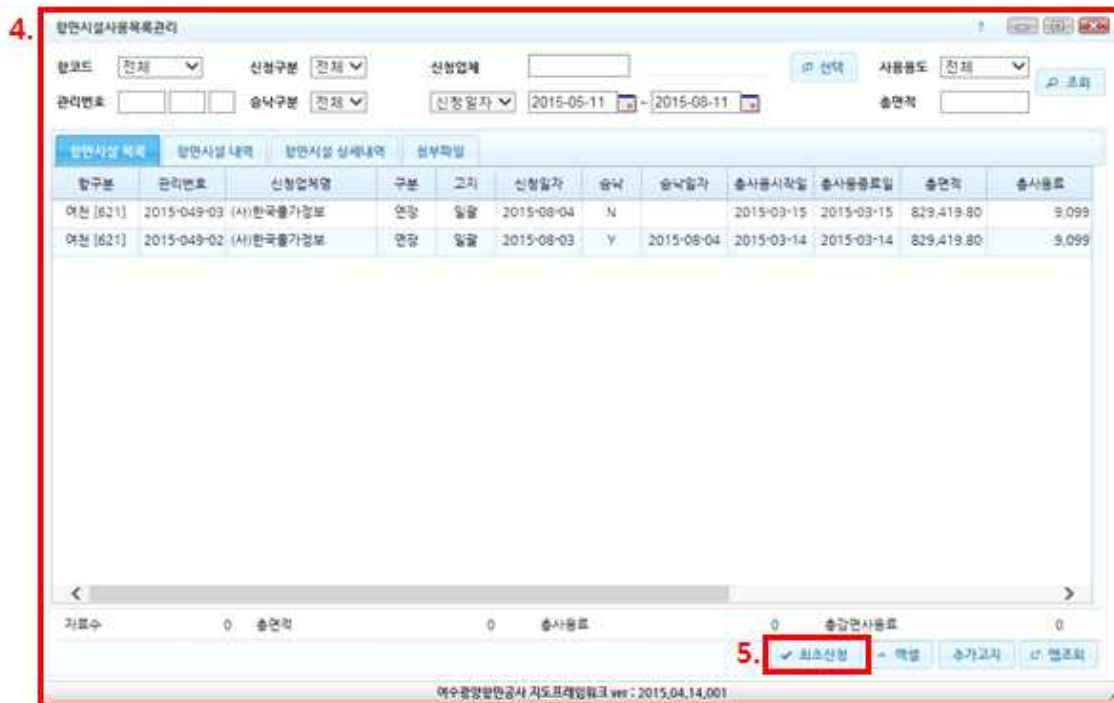 4.
항만시설사용목록관리
항코드 전체 신청구분 전체 신청업체 선택 사용용도 전체 조회
관리번호 승낙구분 전체 신청일자 2015-05-11 ~ 2015-08-11 총면적
항만시설 목록 항만시설 내역 항만시설 상세내역 첨부파일
항구분 관리번호 신청업체명 구분 고지 신청일자 승낙 승낙일자 총사용시작일 총사용종료일 총면적 총사용료
여천 [621] 2015-049-03 (사)한국물가정보 연장 일괄 2015-08-04 N 2015-03-15 2015-03-15 829,419.80 9,099
여천 [621] 2015-049-02 (사)한국물가정보 연장 일괄 2015-08-03 Y 2015-08-04 2015-03-14 2015-03-14 829,419.80 9,099
자료수 0 총면적 0 총사용료 0 총감면사용료 0
5. 최초신청 엑셀 추가고지 맵조회
여수광양항만공사 지도프레임워크 ver : 2015.04.14.001